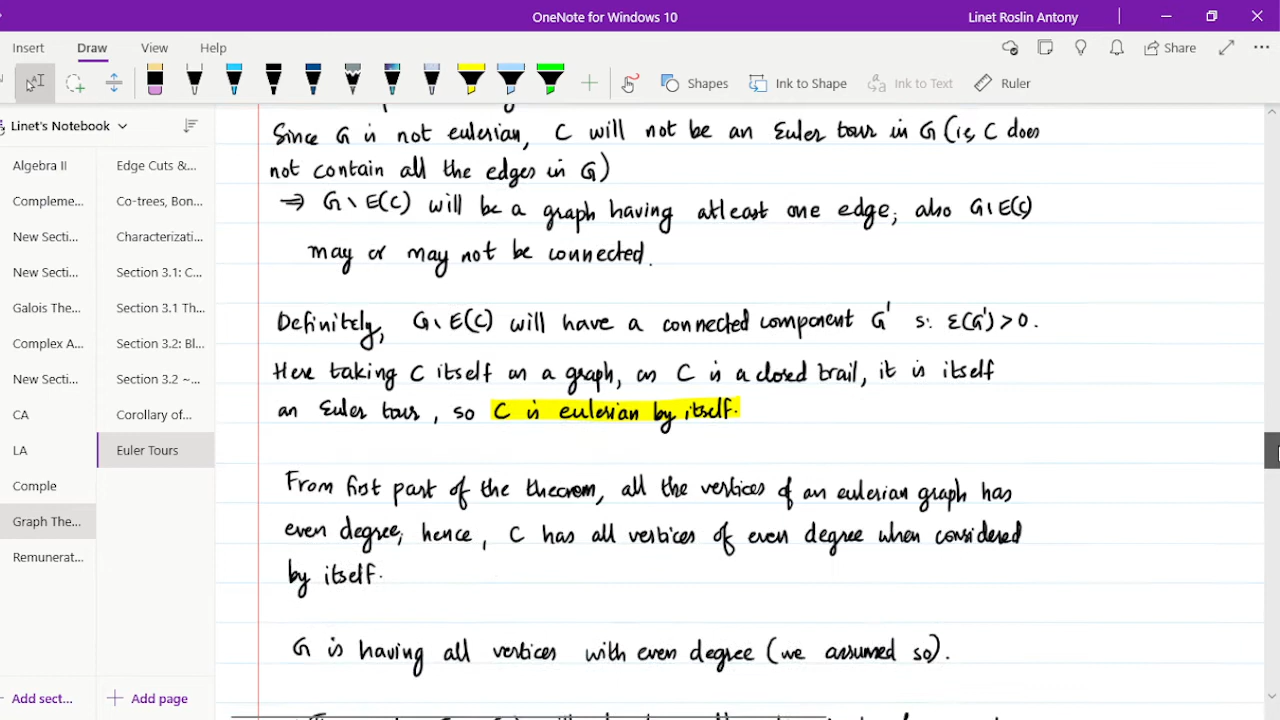 OneNote for Windows 10
Linet Roslin Antony
Insert
Draw
View
Help
Share
Shapes
Ink to Shape
Ink to Text
Ruler
Linet's Notebook
Algebra II
Compleme...
New Secti...
New Secti...
Galois The...
Complex A...
New Secti...
CA
LA
Comple
Graph The...
Remunerat...
Add sect...
Edge Cuts &...
Co-trees, Bon...
Characterizati...
Section 3.1: C...
Section 3.1 Th...
Section 3.2: Bl...
Section 3.2 ~...
Corollary of...
Euler Tours
Add page
Since G is not eulerian, C will not be an Euler tour in G (ie, C does
not contain all the edges in G)
⇒ G \ E(C) will be a graph having atleast one edge, also G \ E(C)
may or may not be connected.
Definitely, G \ E(C) will have a connected component G' s: ε(G') > 0.
Here taking C itself as a graph, as C is a closed trail, it is itself
an Euler tour, so C is eulerian by itself.
From first part of the theorem, all the vertices of an eulerian graph has
even degree, hence, C has all vertices of even degree when considered
by itself.
G is having all vertices with even degree (we assumed so).